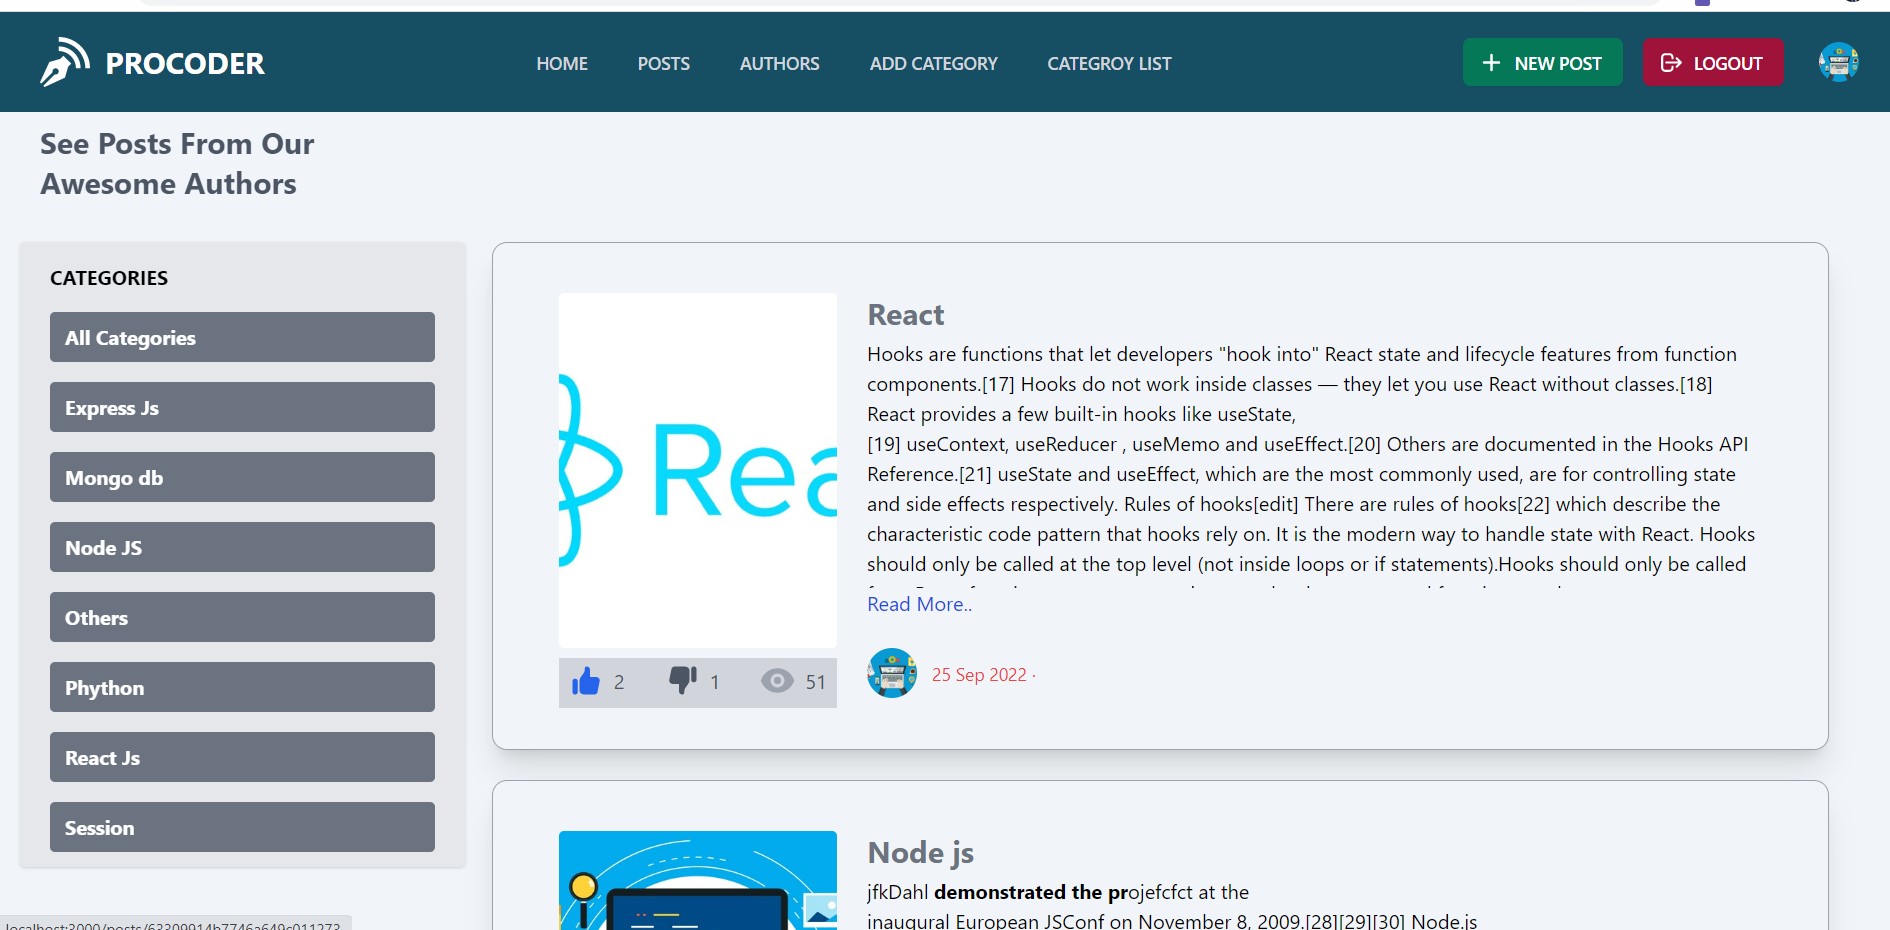 PROCODER
HOME
POSTS
AUTHORS
ADD CATEGORY
CATEGROY LIST
NEW POST
LOGOUT
See Posts From Our
Awesome Authors
CATEGORIES
All Categories
Express Js
Mongo db
Node JS
Others
Phython
React Js
Session
Rea
React
Hooks are functions that let developers "hook into" React state and lifecycle features from function
components.[17] Hooks do not work inside classes — they let you use React without classes.[18]
React provides a few built-in hooks like useState,
[19] useContext, useReducer , useMemo and useEffect.[20] Others are documented in the Hooks API
Reference.[21] useState and useEffect, which are the most commonly used, are for controlling state
and side effects respectively. Rules of hooks[edit] There are rules of hooks[22] which describe the
characteristic code pattern that hooks rely on. It is the modern way to handle state with React. Hooks
should only be called at the top level (not inside loops or if statements).Hooks should only be called
Read More..
2
1
51
25 Sep 2022 ·
Node js
jfkDahl demonstrated the projefcfct at the
inaugural European JSConf on November 8, 2009.[28][29][30] Node.js